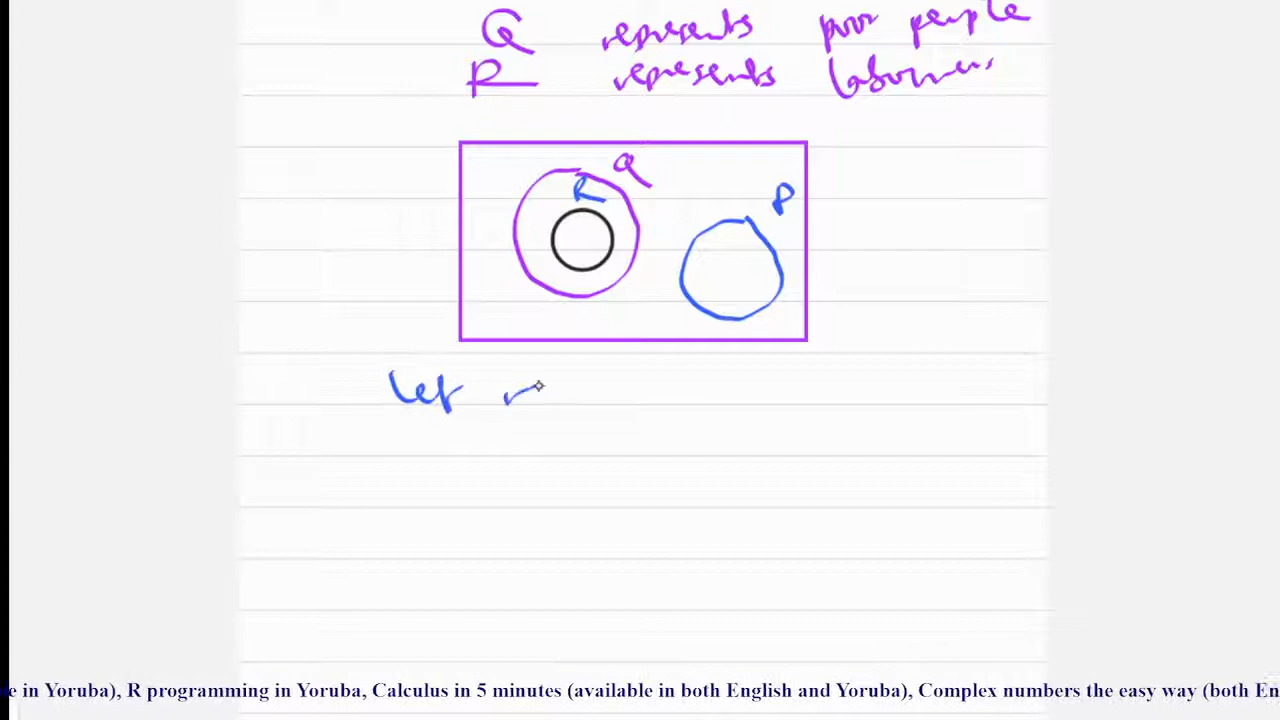 Q represents poor people
R represents labourers
Q
R
P
Let
te in Yoruba), R programming in Yoruba, Calculus in 5 minutes (available in both English and Yoruba), Complex numbers the easy way (both En